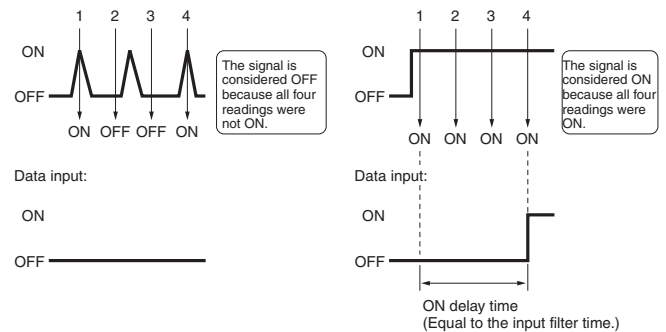 1 2 3 4
ON
OFF
ON OFF OFF ON
The signal is
considered OFF
because all four
readings were
not ON.
Data input:
ON
OFF
1 2 3 4
ON
OFF
ON ON ON ON
The signal is
considered ON
because all four
readings were
ON.
Data input:
ON
OFF
ON delay time
(Equal to the input filter time.)